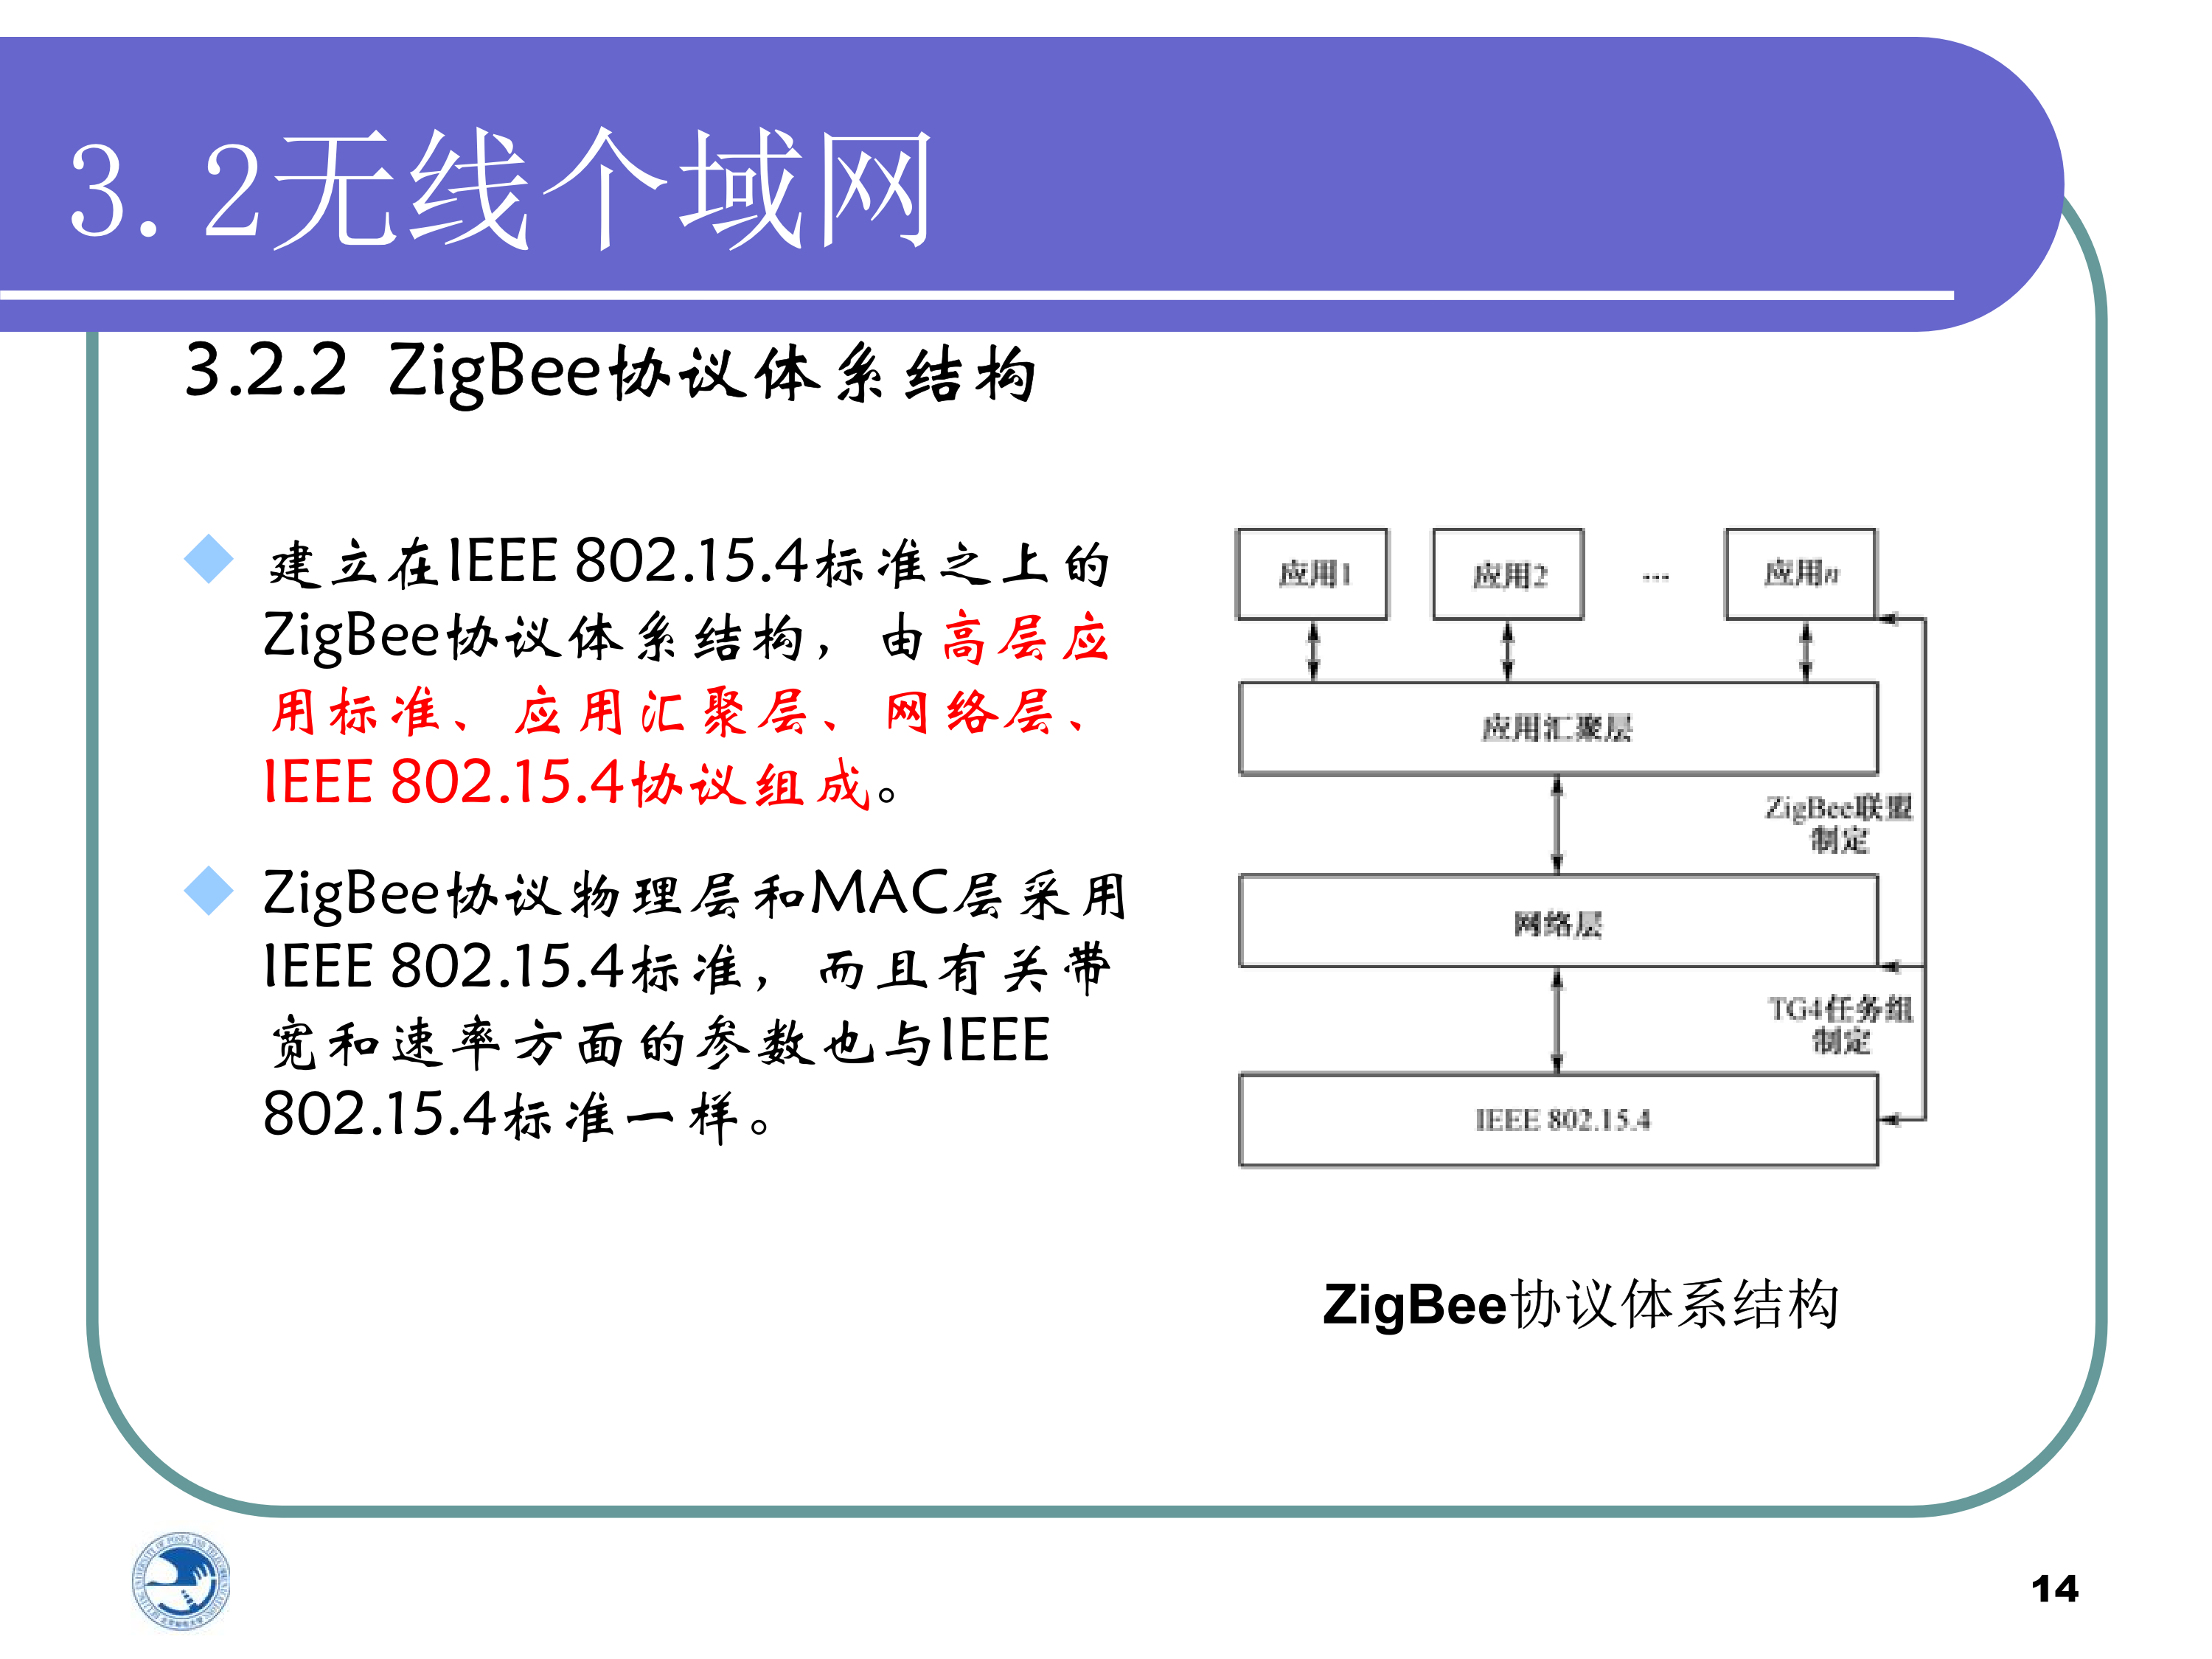 3.2无线个域网
3.2.2 ZigBee协议体系结构
建立在IEEE 802.15.4标准之上的
ZigBee协议体系结构，由高层应
用标准、应用汇聚层、网络层、
IEEE 802.15.4协议组成。
ZigBee协议物理层和MAC层采用
IEEE 802.15.4标准，而且有关带
宽和速率方面的参数也与IEEE
802.15.4标准一样。
应用1
应用2
...
应用n
应用汇聚层
ZigBee联盟
制定
网络层
TG4任务组
制定
IEEE 802.15.4
ZigBee协议体系结构
14